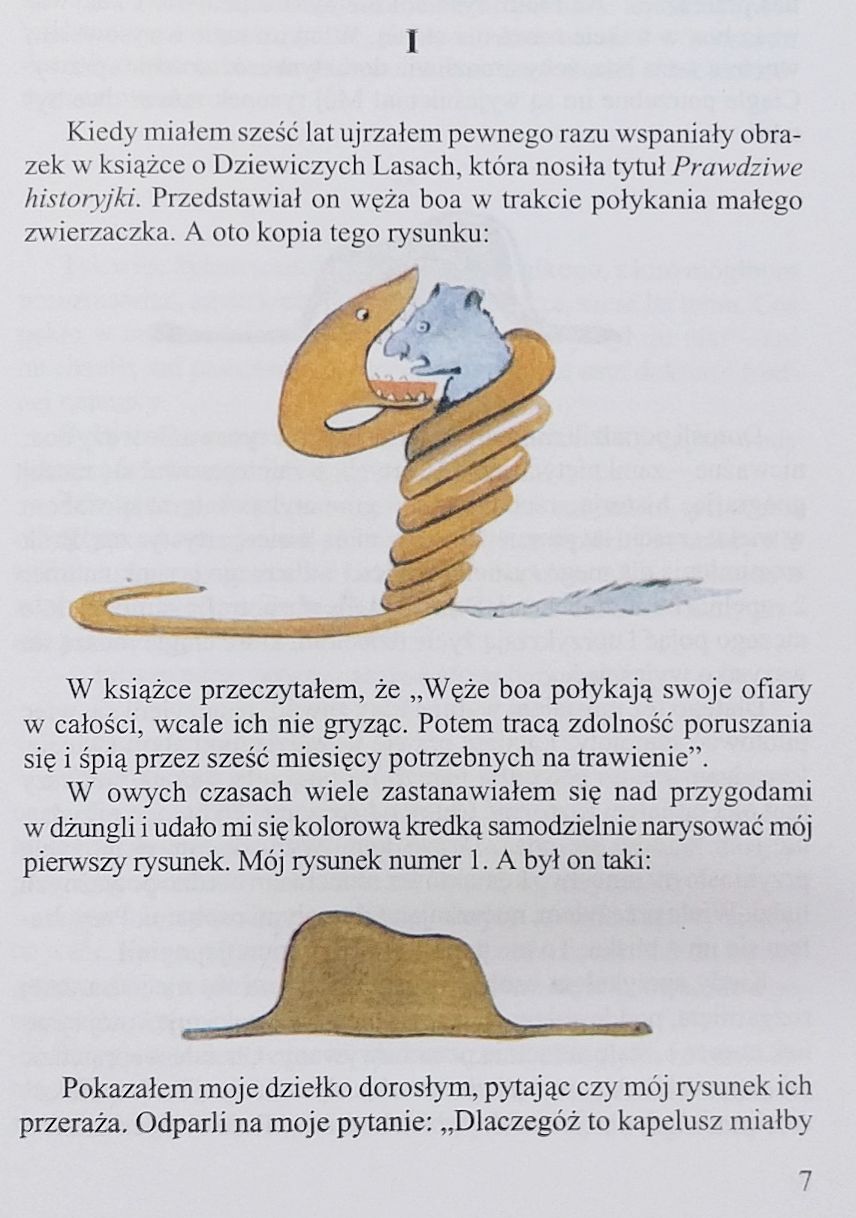 I
Kiedy miałem sześć lat ujrzałem pewnego razu wspaniały obra-
zek w książce o Dziewiczych Lasach, która nosiła tytuł Prawdziwe
historyjki. Przedstawiał on węża boa w trakcie połykania małego
zwierzaczka. A oto kopia tego rysunku:
W książce przeczytałem, że „Węże boa połykają swoje ofiary
w całości, wcale ich nie gryząc. Potem tracą zdolność poruszania
się i śpią przez sześć miesięcy potrzebnych na trawienie”.
W owych czasach wiele zastanawiałem się nad przygodami
w dżungli i udało mi się kolorową kredką samodzielnie narysować mój
pierwszy rysunek. Mój rysunek numer 1. A był on taki:
Pokazałem moje dziełko dorosłym, pytając czy mój rysunek ich
przeraża. Odparli na moje pytanie: „Dlaczegóż to kapelusz miałby
7